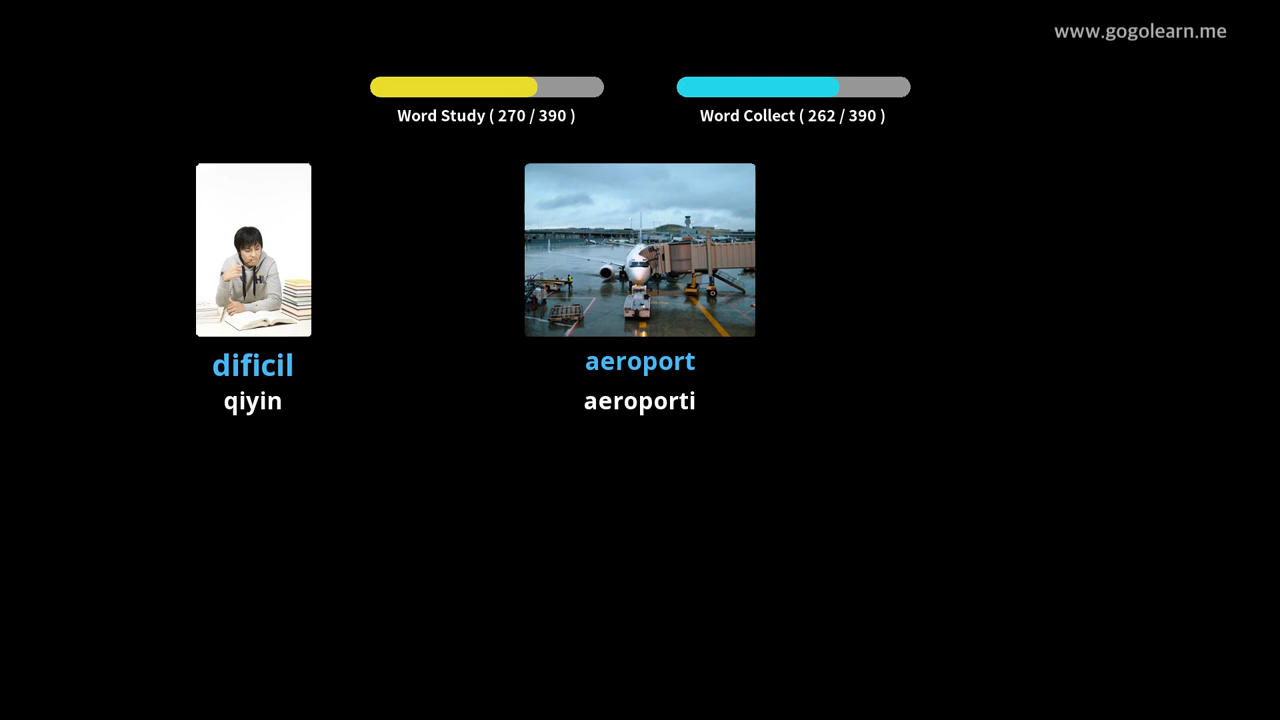 www.gogolearn.me
Word Study ( 270 / 390 )
Word Collect ( 262 / 390 )
dificil
qiyin
aeroport
aeroporti